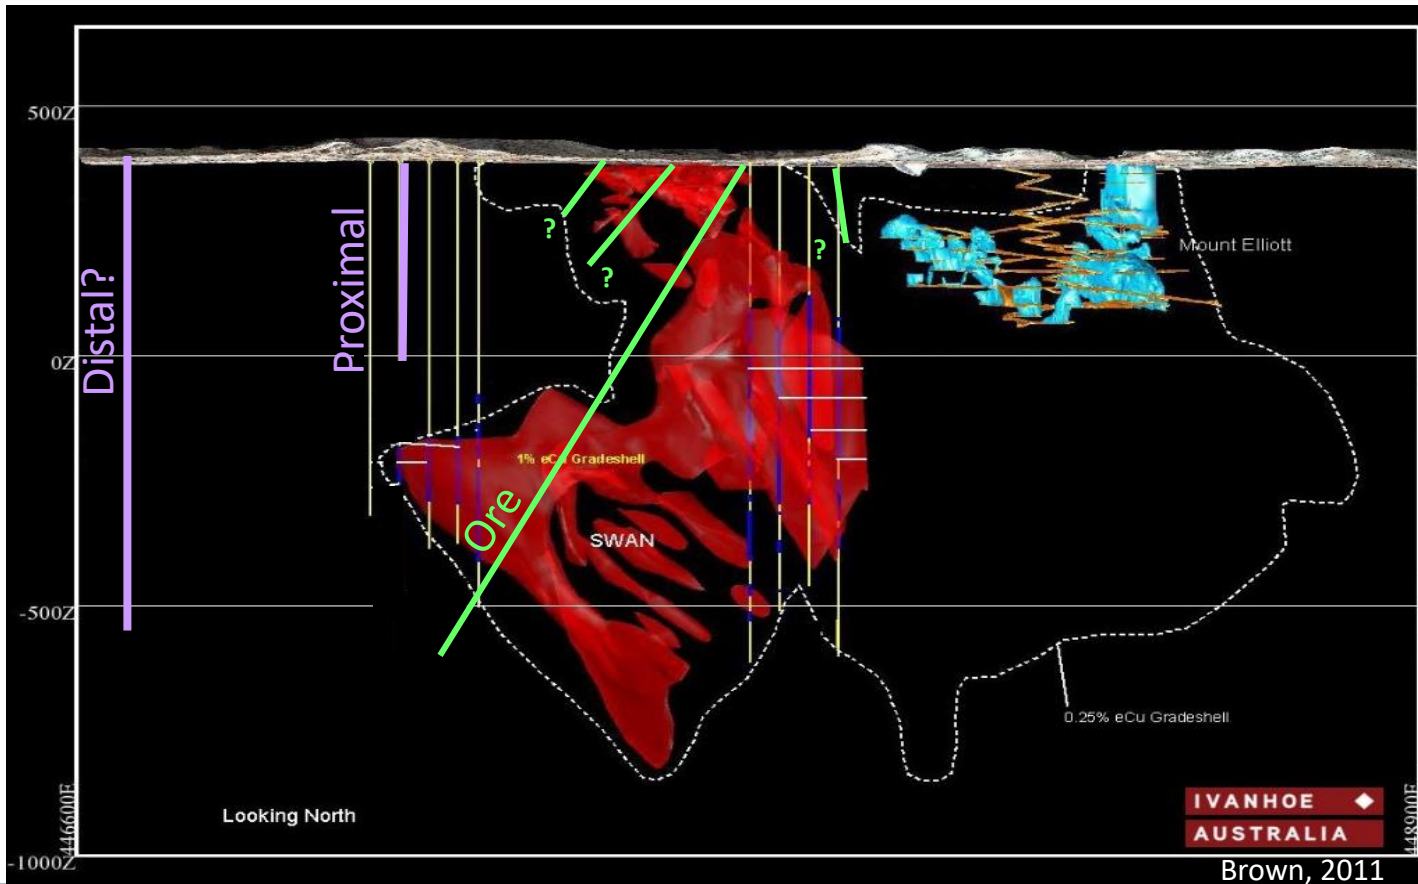 500Z
Distal?
Proximal
?
?
?
Mount Elliott
0Z
1% eCu Gradeshell
Ore
SWAN
-500Z
0.25% eCu Gradeshell
Looking North
446600E
448900E
IVANHOE
AUSTRALIA
-1000Z
Brown, 2011